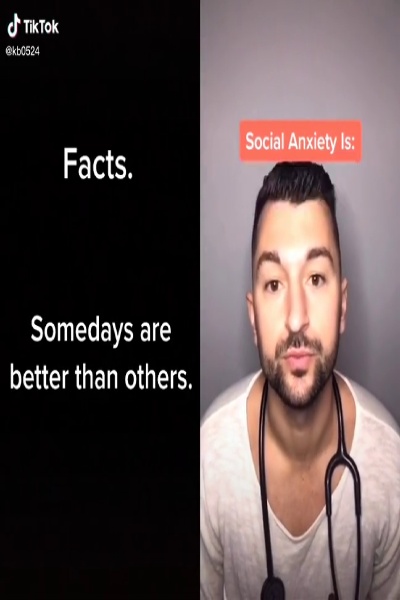 TikTok
@kb0524
Facts.
Somedays are
better than others.
Social Anxiety Is: